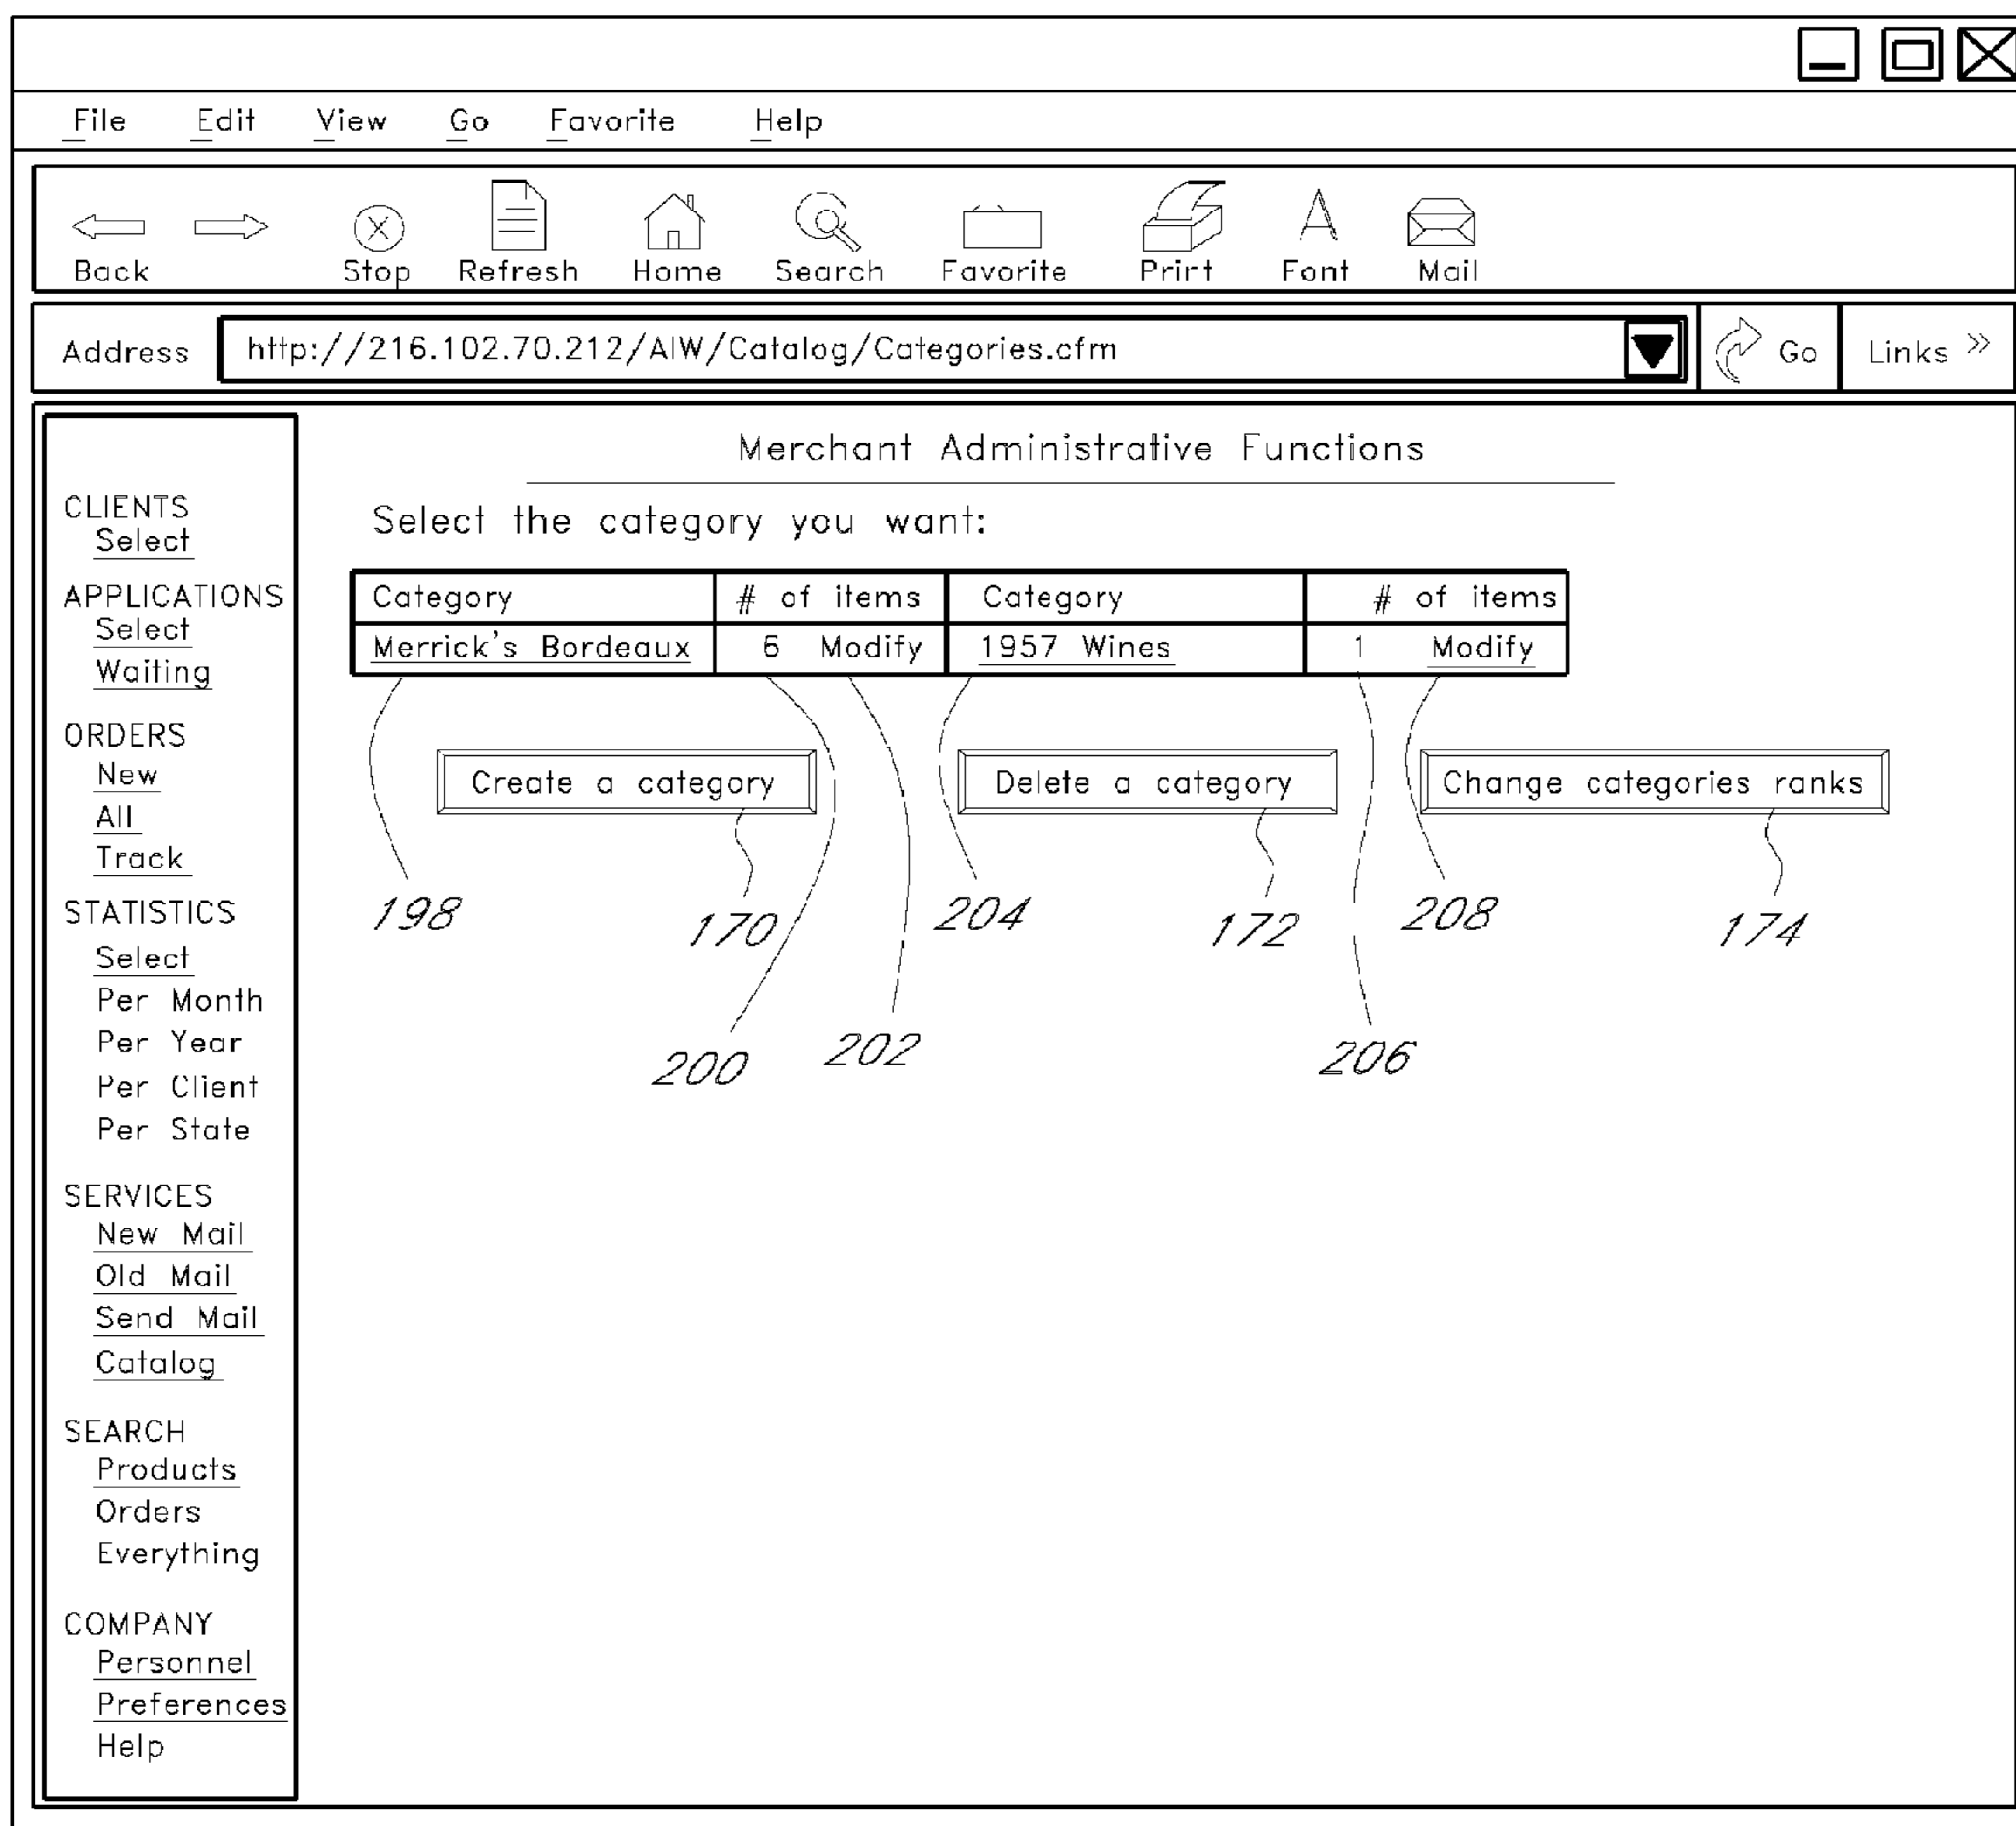 File Edit View Go Favorite Help
Back Stop Refresh Home Search Favorite Print Font Mail
Address http://216.102.70.212/AIW/Catalog/Categories.cfm Go Links »
CLIENTS
Select
APPLICATIONS
Select
Waiting
ORDERS
New
All
Track
STATISTICS
Select
Per Month
Per Year
Per Client
Per State
SERVICES
New Mail
Old Mail
Send Mail
Catalog
SEARCH
Products
Orders
Everything
COMPANY
Personnel
Preferences
Help
Merchant Administrative Functions
Select the category you want:
Category # of items Category # of items
Merrick's Bordeaux 6 Modify 1957 Wines 1 Modify
Create a category Delete a category Change categories ranks
198 170 204 172 208 174
200 202 206